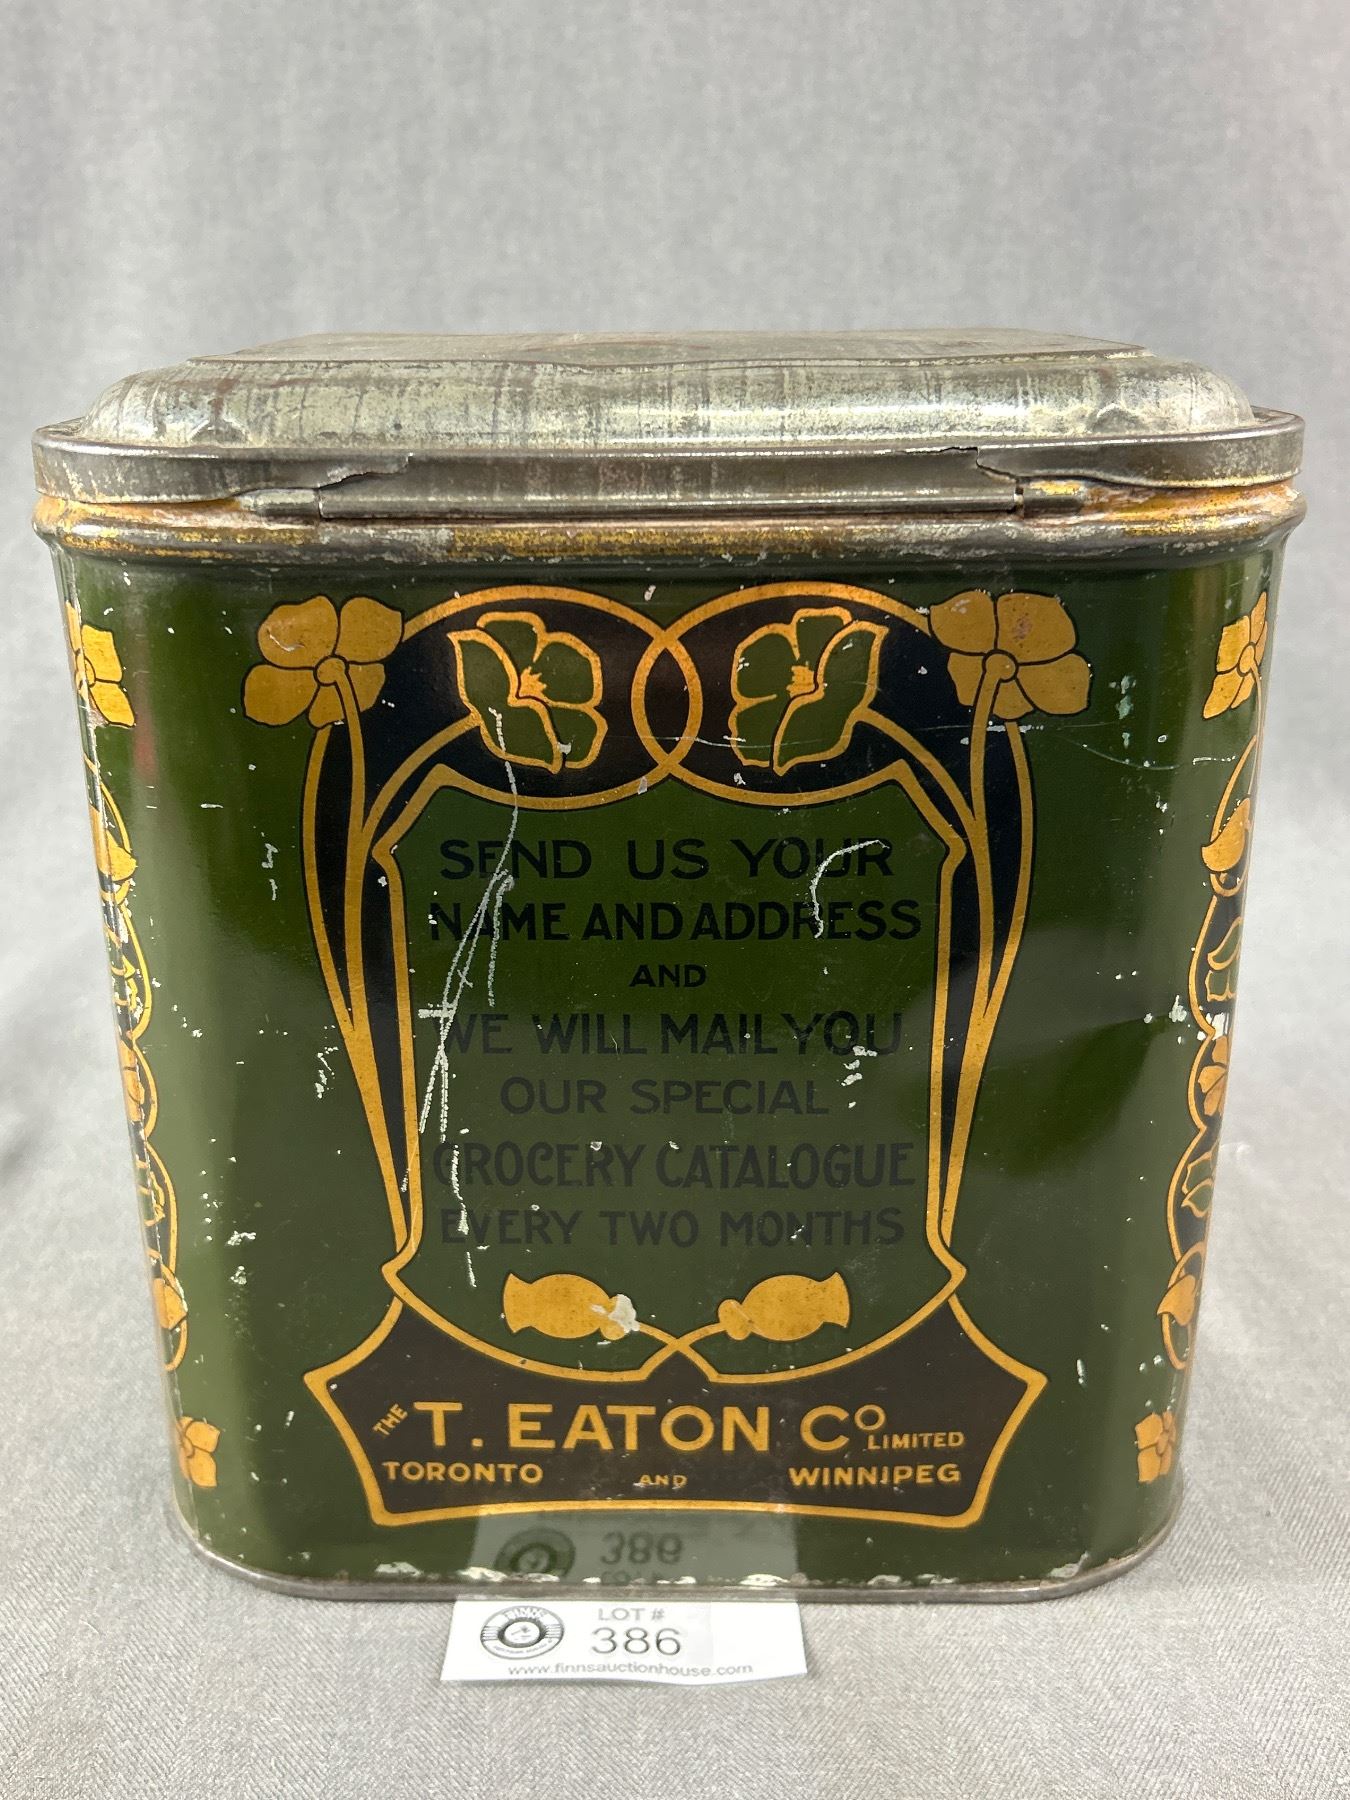 SEND US YOUR
NAME AND ADDRESS
AND
WE WILL MAIL YOU
OUR SPECIAL
GROCERY CATALOGUE
EVERY TWO MONTHS
THE T. EATON CO LIMITED
TORONTO AND WINNIPEG
386
LOT #
386
www.finnsauctionhouse.com